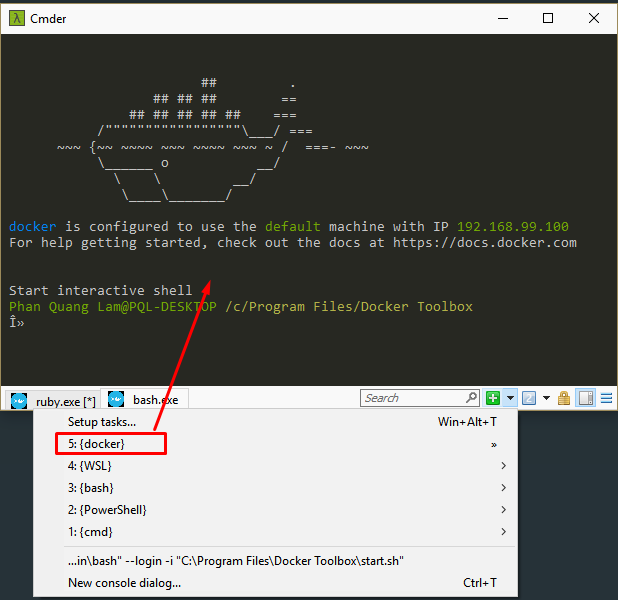 Cmder
##         .
## ## ##        ==
## ## ## ## ##    ===
/"""""""""""""""""\___/ ===
~~~ {~~ ~~~~ ~~~ ~~~~ ~~~ ~ /  ===- ~~~
\______ o           __/
\    \         __/
\____\_______/
docker is configured to use the default machine with IP 192.168.99.100
For help getting started, check out the docs at https://docs.docker.com
Start interactive shell
Phan Quang Lam@PQL-DESKTOP /c/Program Files/Docker Toolbox
Î»
ruby.exe [*]
bash.exe
Search
Setup tasks... Win+Alt+T
5: {docker} »
4: {WSL}
3: {bash}
2: {PowerShell}
1: {cmd}
...in\bash" --login -i "C:\Program Files\Docker Toolbox\start.sh"
New console dialog... Ctrl+T